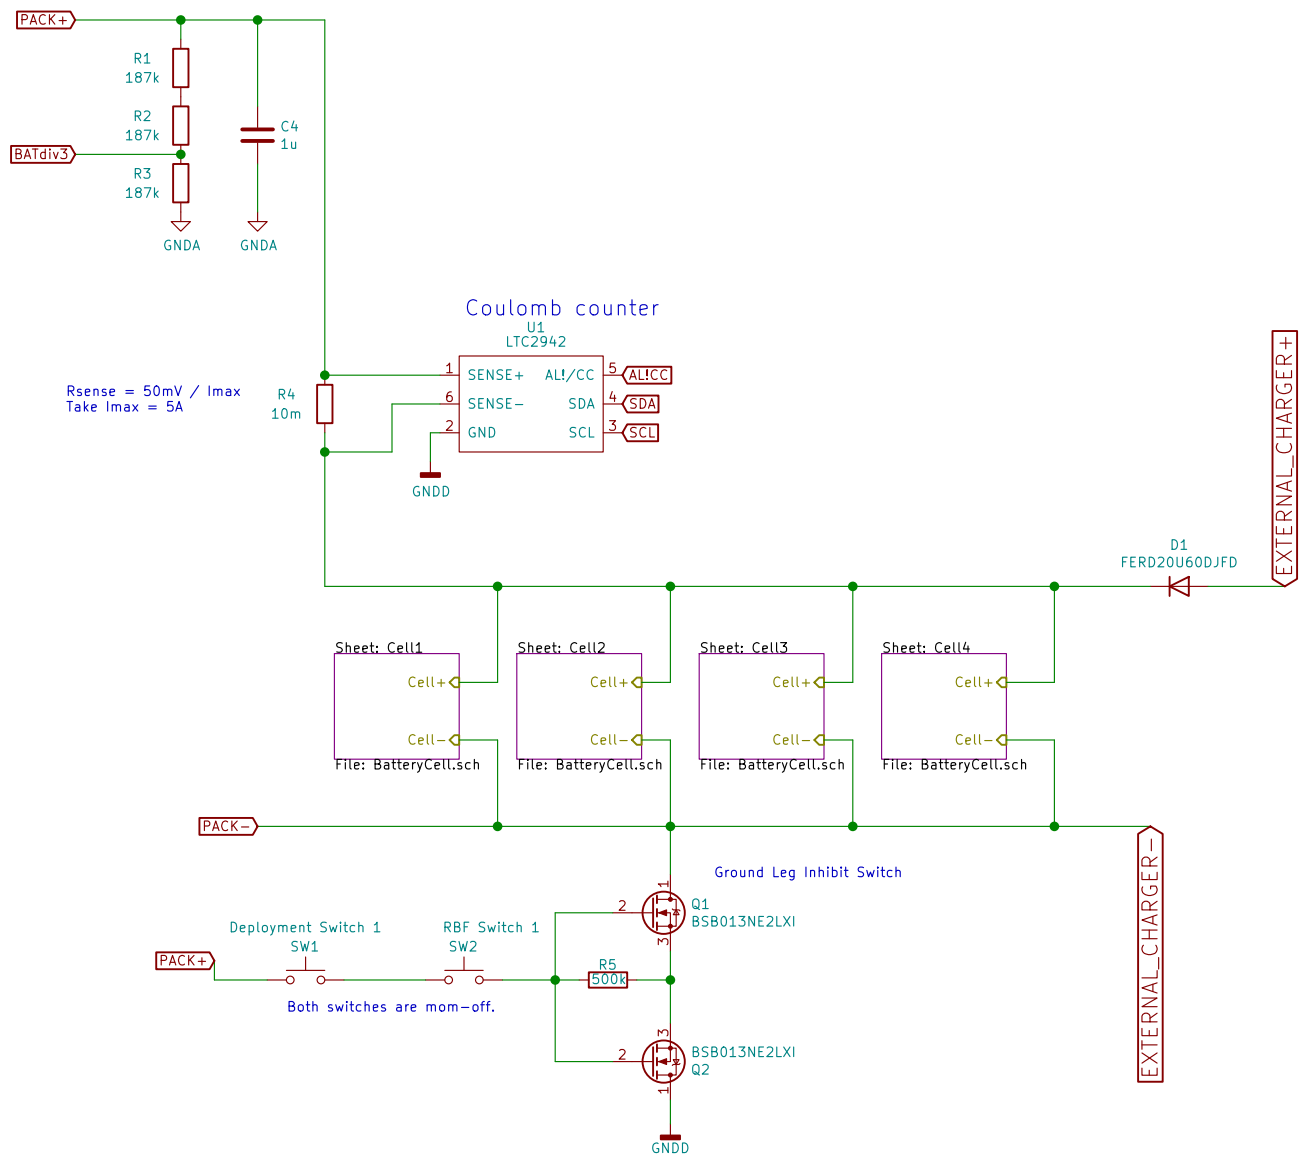 PACK+
R1
187k
R2
187k
BATdiv3
R3
187k
GNDA
C4
1u
GNDA
Coulomb counter
U1
LTC2942
1
SENSE+
AL!/CC
5
AL!CC
6
SENSE-
SDA
4
SDA
2
GND
SCL
3
SCL
GNDD
Rsense = 50mV / Imax
Take Imax = 5A
R4
10m
EXTERNAL_CHARGER+
D1
FERD20U60DJFD
Sheet: Cell1
Cell+
Cell-
File: BatteryCell.sch
Sheet: Cell2
Cell+
Cell-
File: BatteryCell.sch
Sheet: Cell3
Cell+
Cell-
File: BatteryCell.sch
Sheet: Cell4
Cell+
Cell-
File: BatteryCell.sch
PACK-
EXTERNAL_CHARGER-
Ground Leg Inhibit Switch
1
2
3
Q1
BSB013NE2LXI
Deployment Switch 1
SW1
RBF Switch 1
SW2
PACK+
Both switches are mom-off.
R5
500k
3
2
1
BSB013NE2LXI
Q2
GNDD